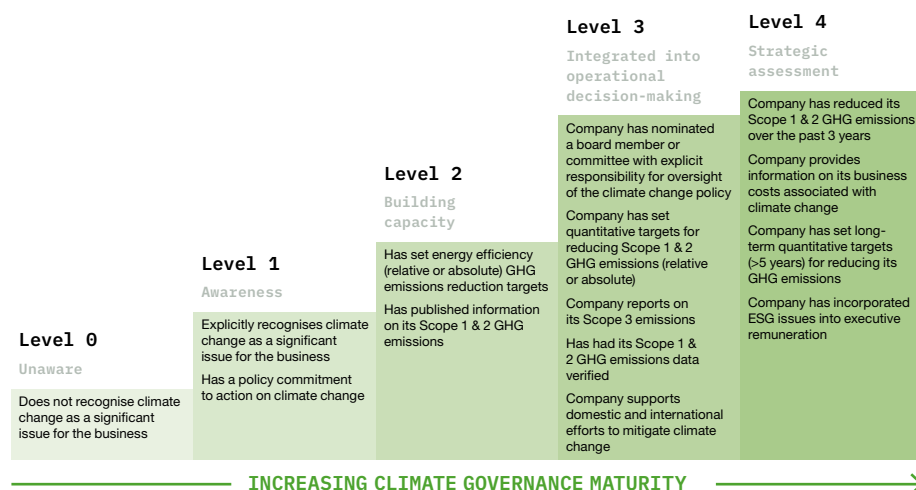 Level 0
Unaware
Does not recognise climate
change as a significant
issue for the business
Level 1
Awareness
Explicitly recognises climate
change as a significant
issue for the business
Has a policy commitment
to action on climate change
Level 2
Building
capacity
Has set energy efficiency
(relative or absolute) GHG
emissions reduction targets
Has published information
on its Scope 1 & 2 GHG
emissions
Level 3
Integrated into
operational
decision-making
Company has nominated
a board member or
committee with explicit
responsibility for oversight
of the climate change policy
Company has set
quantitative targets for
reducing Scope 1 & 2
GHG emissions (relative
or absolute)
Company reports on
its Scope 3 emissions
Has had its Scope 1 &
2 GHG emissions data
verified
Company supports
domestic and international
efforts to mitigate climate
change
Level 4
Strategic
assessment
Company has reduced its
Scope 1 & 2 GHG emissions
over the past 3 years
Company provides
information on its business
costs associated with
climate change
Company has set long-
term quantitative targets
(>5 years) for reducing its
GHG emissions
Company has incorporated
ESG issues into executive
remuneration
INCREASING CLIMATE GOVERNANCE MATURITY